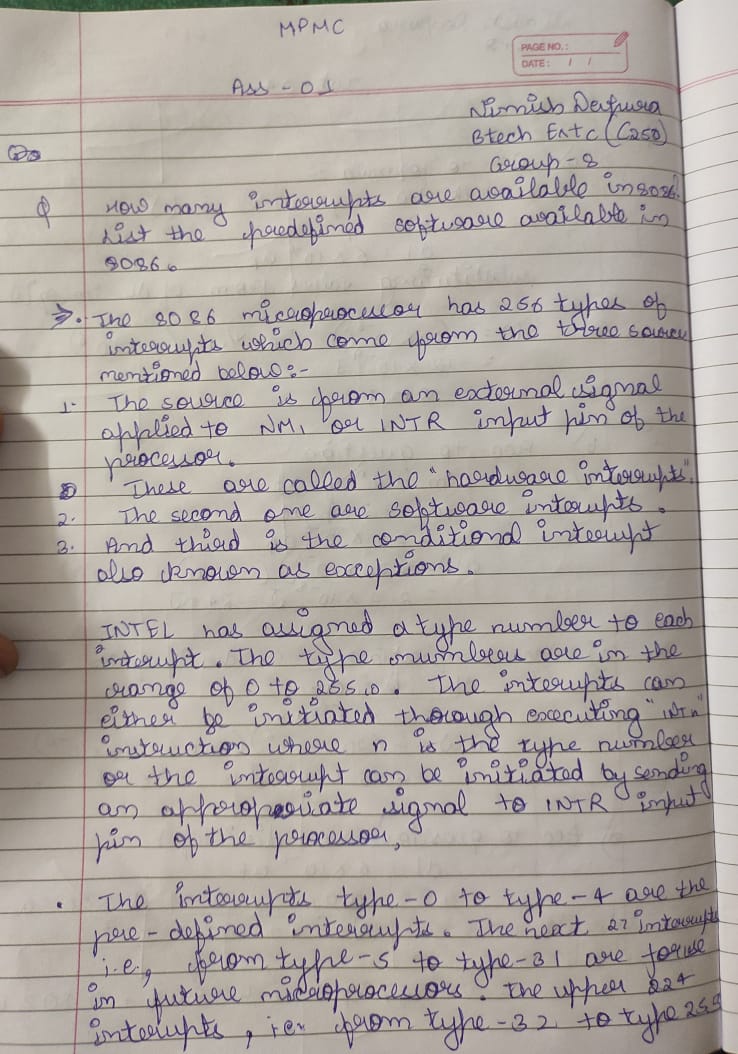 MPMC
PAGE NO.:
DATE: / /
Ass - 01
Nimish Derpura
Btech Entc (C250)
Group - 8
Q How many interrupts are available in 8086.
List the predefined software available in
8086.
⇒. The 8086 microprocessor has 256 types of
interrupts which come from the three source
mentioned below:-
1. The source is from an external signal
applied to NMI or INTR input pin of the
processor.
These are called the "hardware interrupts".
2. The second one are software interupts.
3. And third is the conditional interupt
also known as exceptions.
INTEL has assigned a type number to each
interrupt. The type numbers are in the
range of 0 to 255,0. The interupts can
either be initiated through executing "INTn"
instruction where n is the type number
or the interrupt can be initiated by sending
an appropriate signal to INTR input
pin of the processor,
. The interrupts type-0 to type-4 are the
pre-defined interrupts. The next 27 interrupts
i.e., from type-5 to type-31 are for use
in future microprocessors. The upper 224
interupts, i.e. from type-32 to type 255